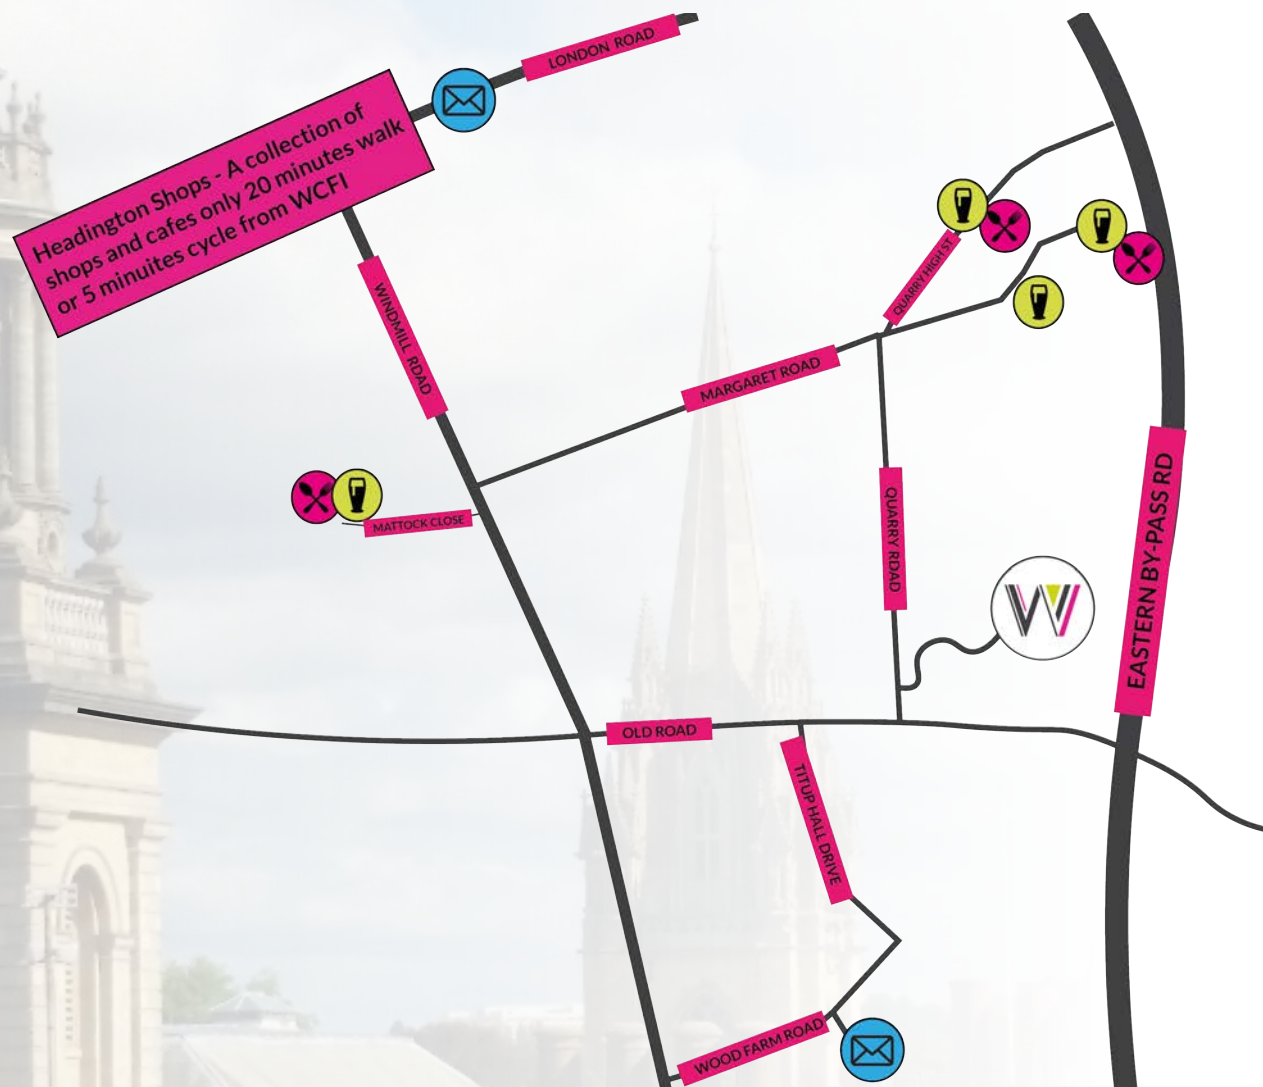 LONDON ROAD
Headington Shops - A collection of
shops and cafes only 20 minutes walk
or 5 minuites cycle from WCFI
WINDMILL RDAD
QUARRY HIGH ST
MARGARET ROAD
MATTOCK CLOSE
QUARRY RDAD
EASTERN BY-PASS RD
W
OLD ROAD
TITUP HALL DRIVE
WOOD FARM ROAD